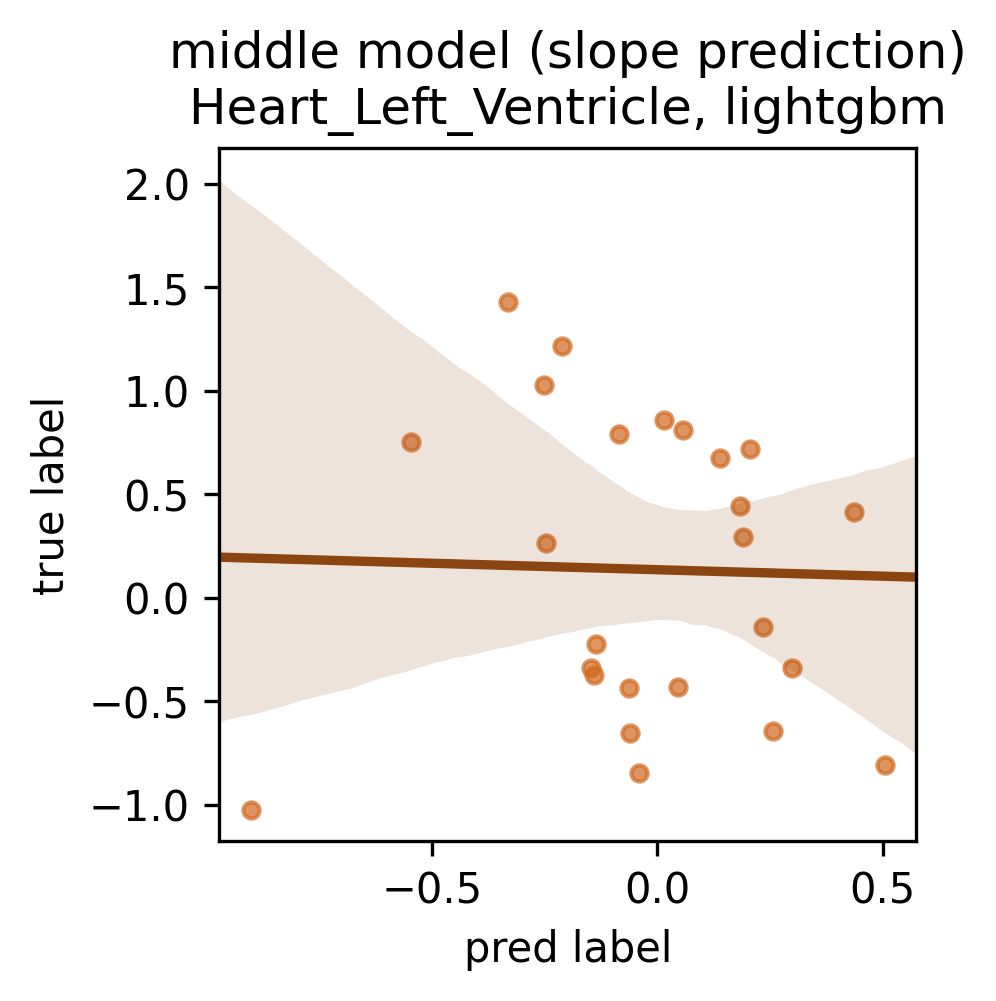 middle model (slope prediction)
Heart_Left_Ventricle, lightgbm
2.0
1.5
1.0
0.5
0.0
−0.5
−1.0
true label
−0.5
0.0
0.5
pred label